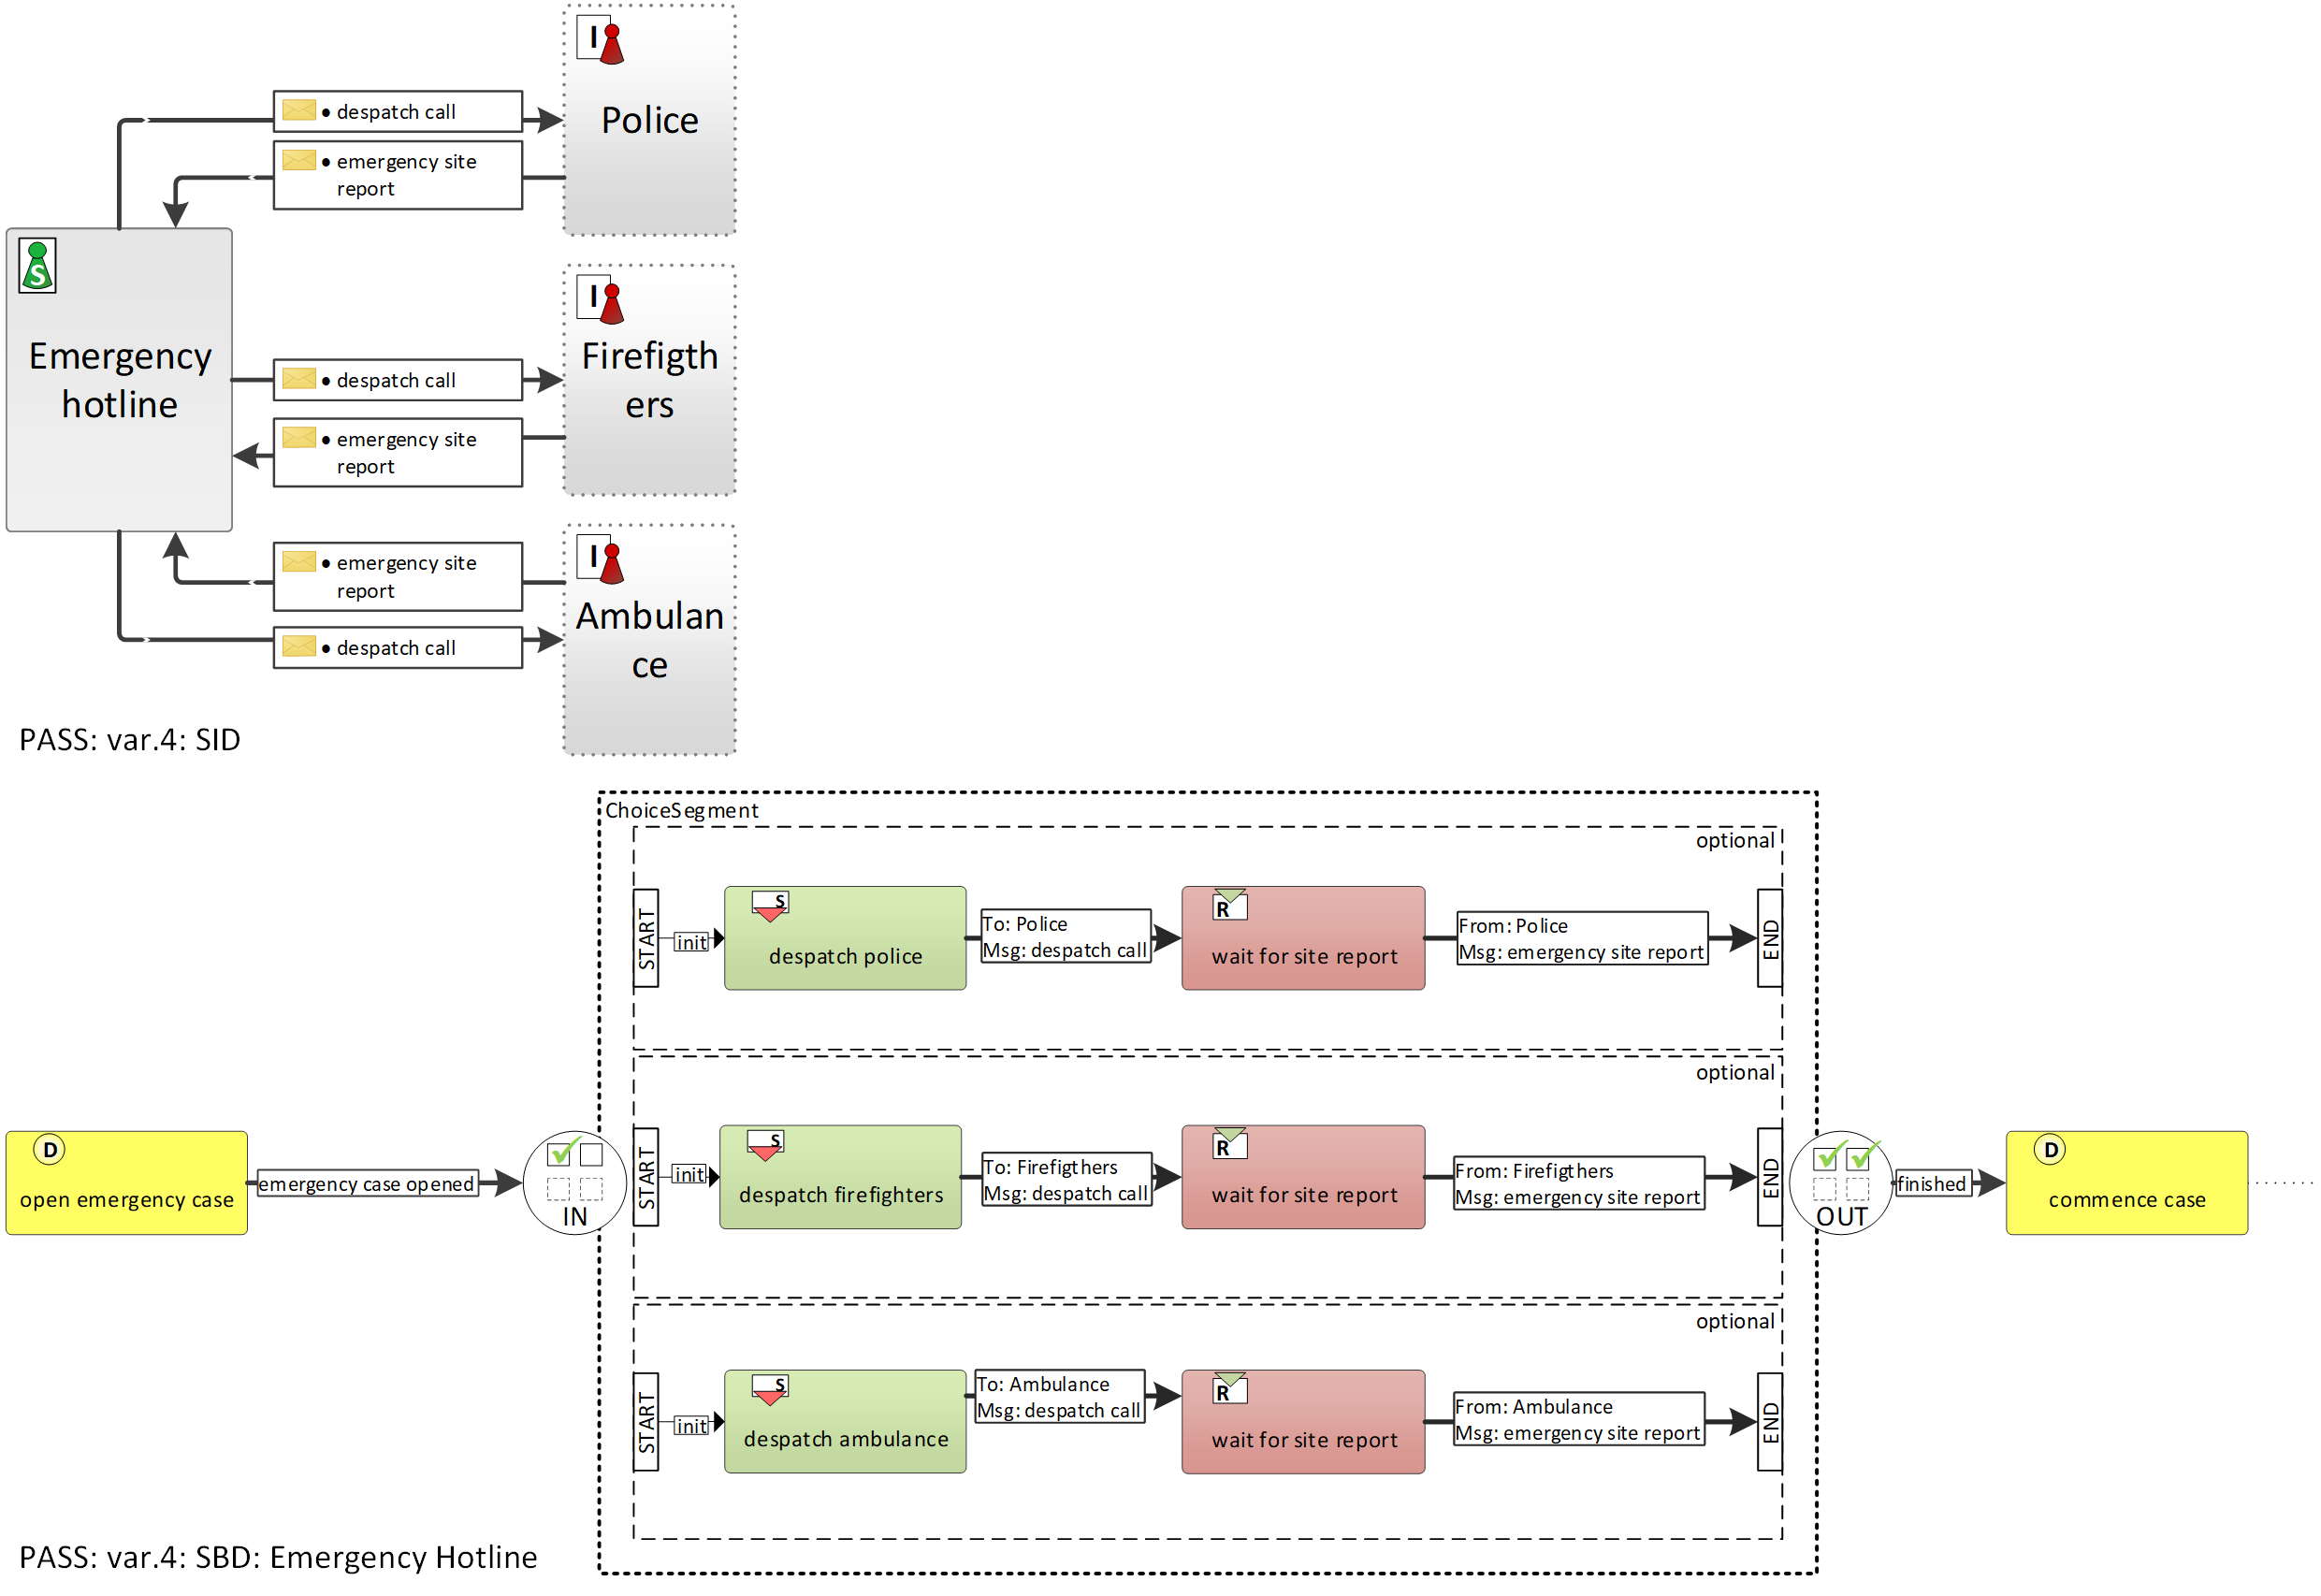 I
Police
• despatch call
• emergency site
report
S
Emergency
hotline
I
Firefigth
ers
• despatch call
• emergency site
report
I
Ambulan
ce
• emergency site
report
• despatch call
PASS: var.4: SID
ChoiceSegment
optional
START
init
S
despatch police
To: Police
Msg: despatch call
R
wait for site report
From: Police
Msg: emergency site report
END
optional
D
open emergency case
emergency case opened
IN
START
init
S
despatch firefighters
To: Firefigthers
Msg: despatch call
R
wait for site report
From: Firefigthers
Msg: emergency site report
END
OUT
finished
D
commence case
optional
START
init
S
despatch ambulance
To: Ambulance
Msg: despatch call
R
wait for site report
From: Ambulance
Msg: emergency site report
END
PASS: var.4: SBD: Emergency Hotline